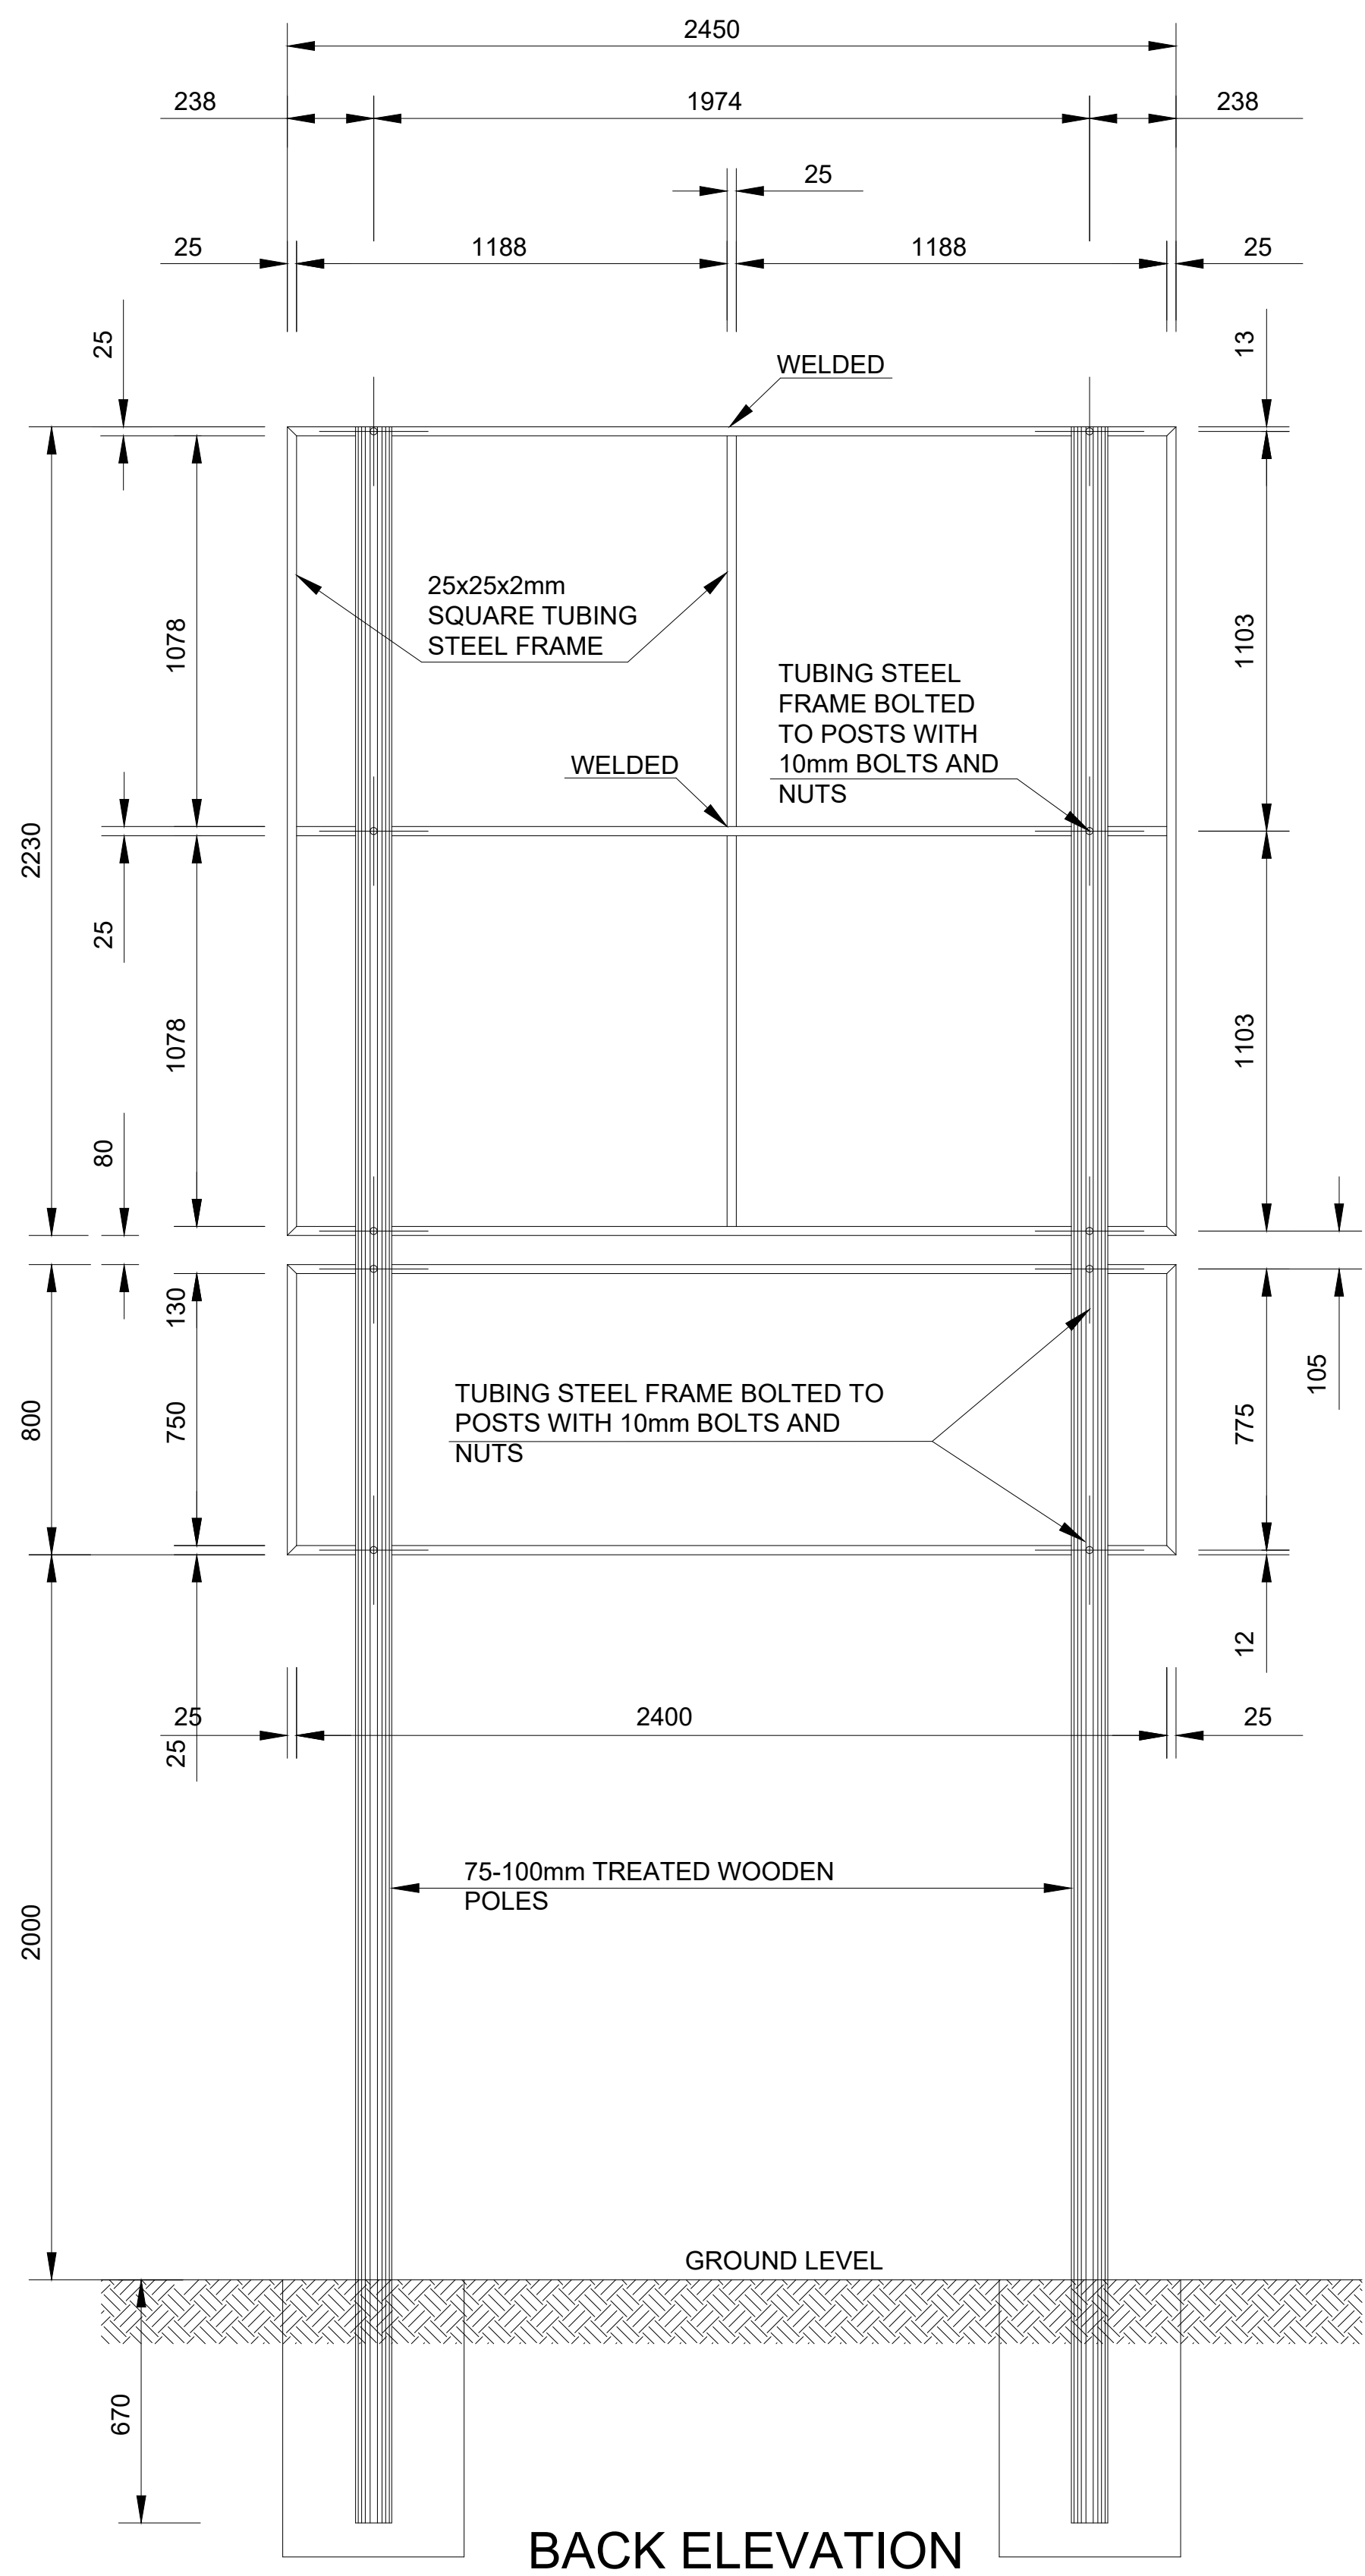 2450
238
1974
238
25
25
1188
1188
25
25
13
WELDED
25x25x2mm
SQUARE TUBING
STEEL FRAME
1078
1103
TUBING STEEL
FRAME BOLTED
TO POSTS WITH
10mm BOLTS AND
NUTS
WELDED
2230
25
1078
1103
80
130
105
800
750
775
TUBING STEEL FRAME BOLTED TO
POSTS WITH 10mm BOLTS AND
NUTS
12
25
2400
25
25
75-100mm TREATED WOODEN
POLES
2000
GROUND LEVEL
670
BACK ELEVATION